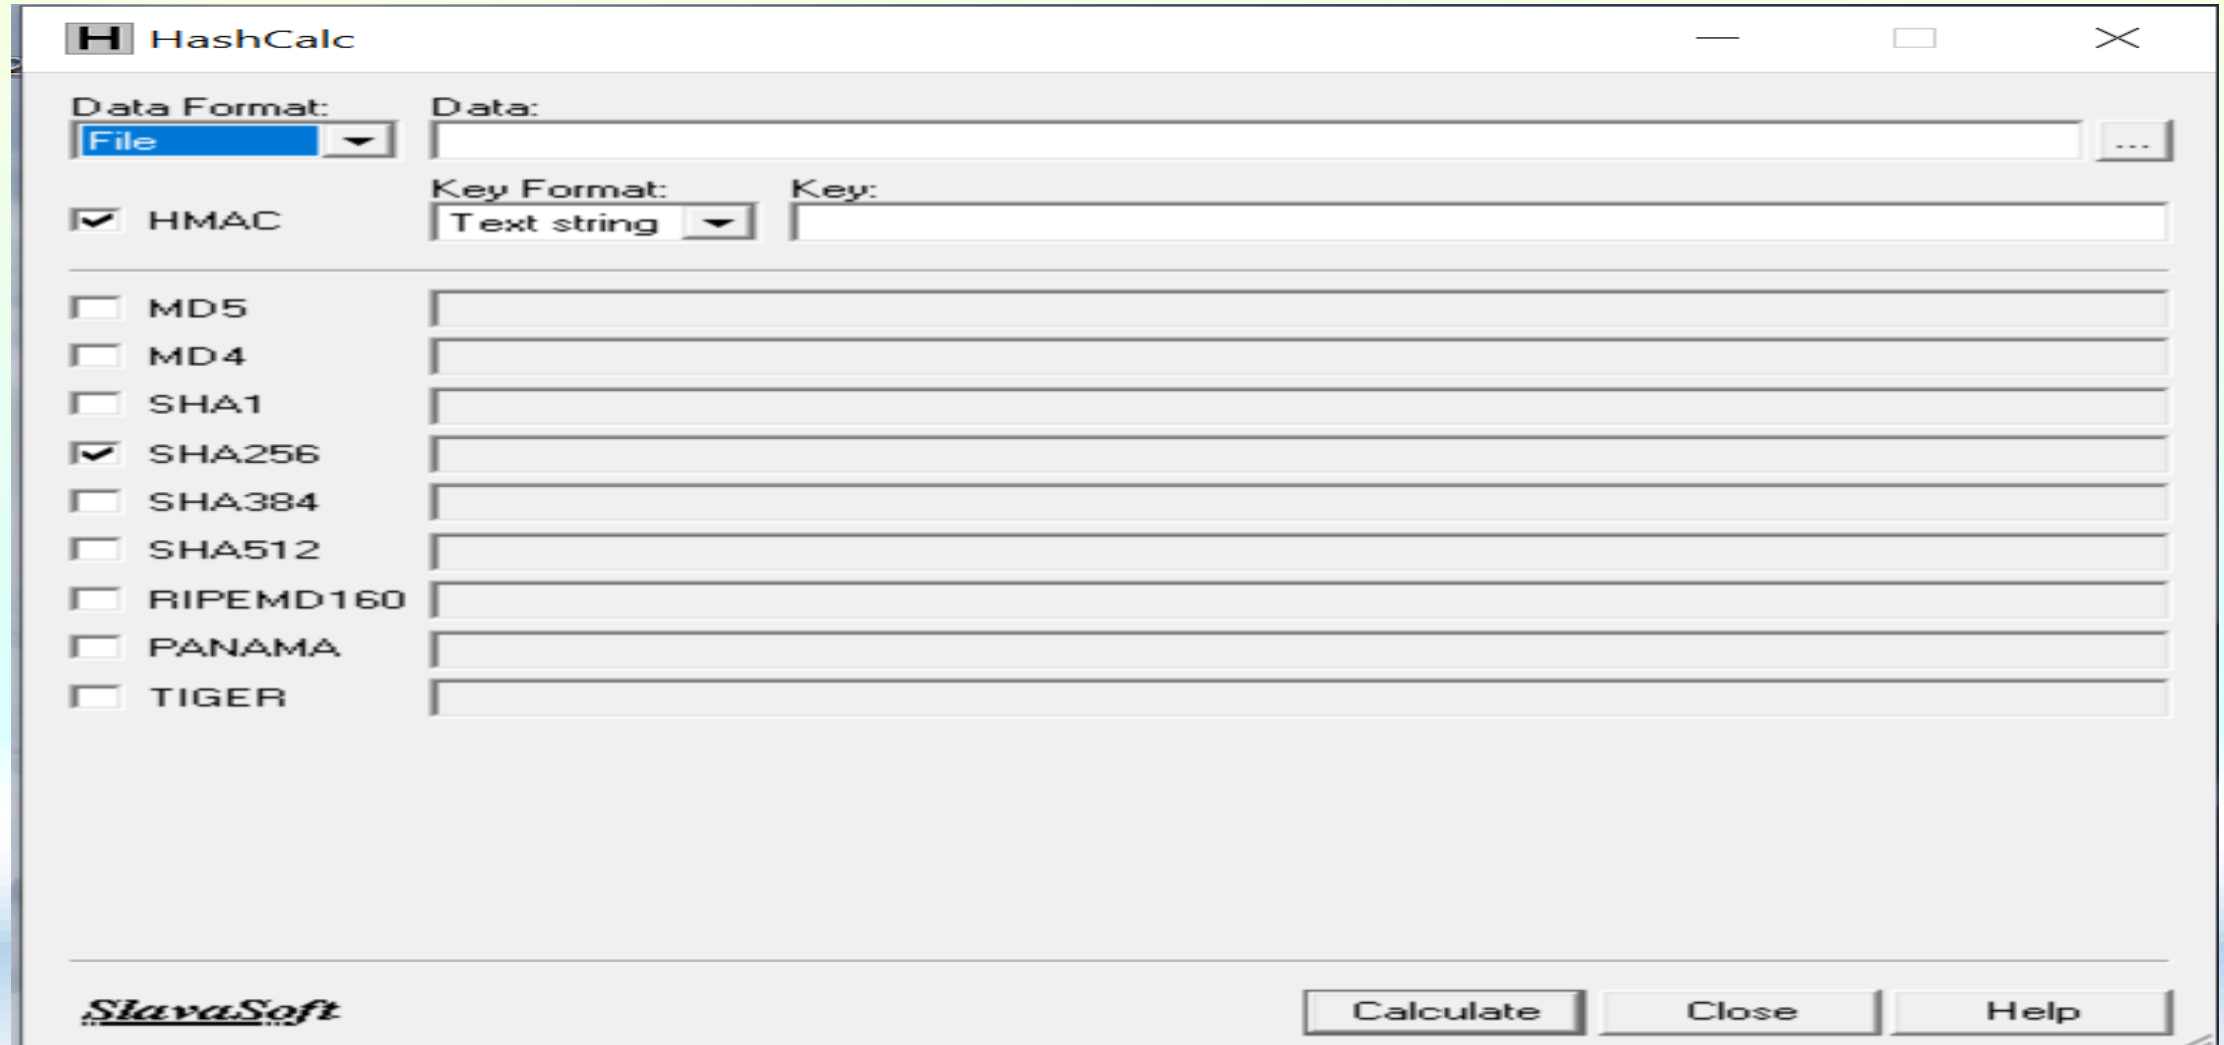 H HashCalc
Data Format: Data:
File ...
Key Format: Key:
HMAC Text string
MD5
MD4
SHA1
SHA256
SHA384
SHA512
RIPEMD160
PANAMA
TIGER
SlavaSoft Calculate Close Help